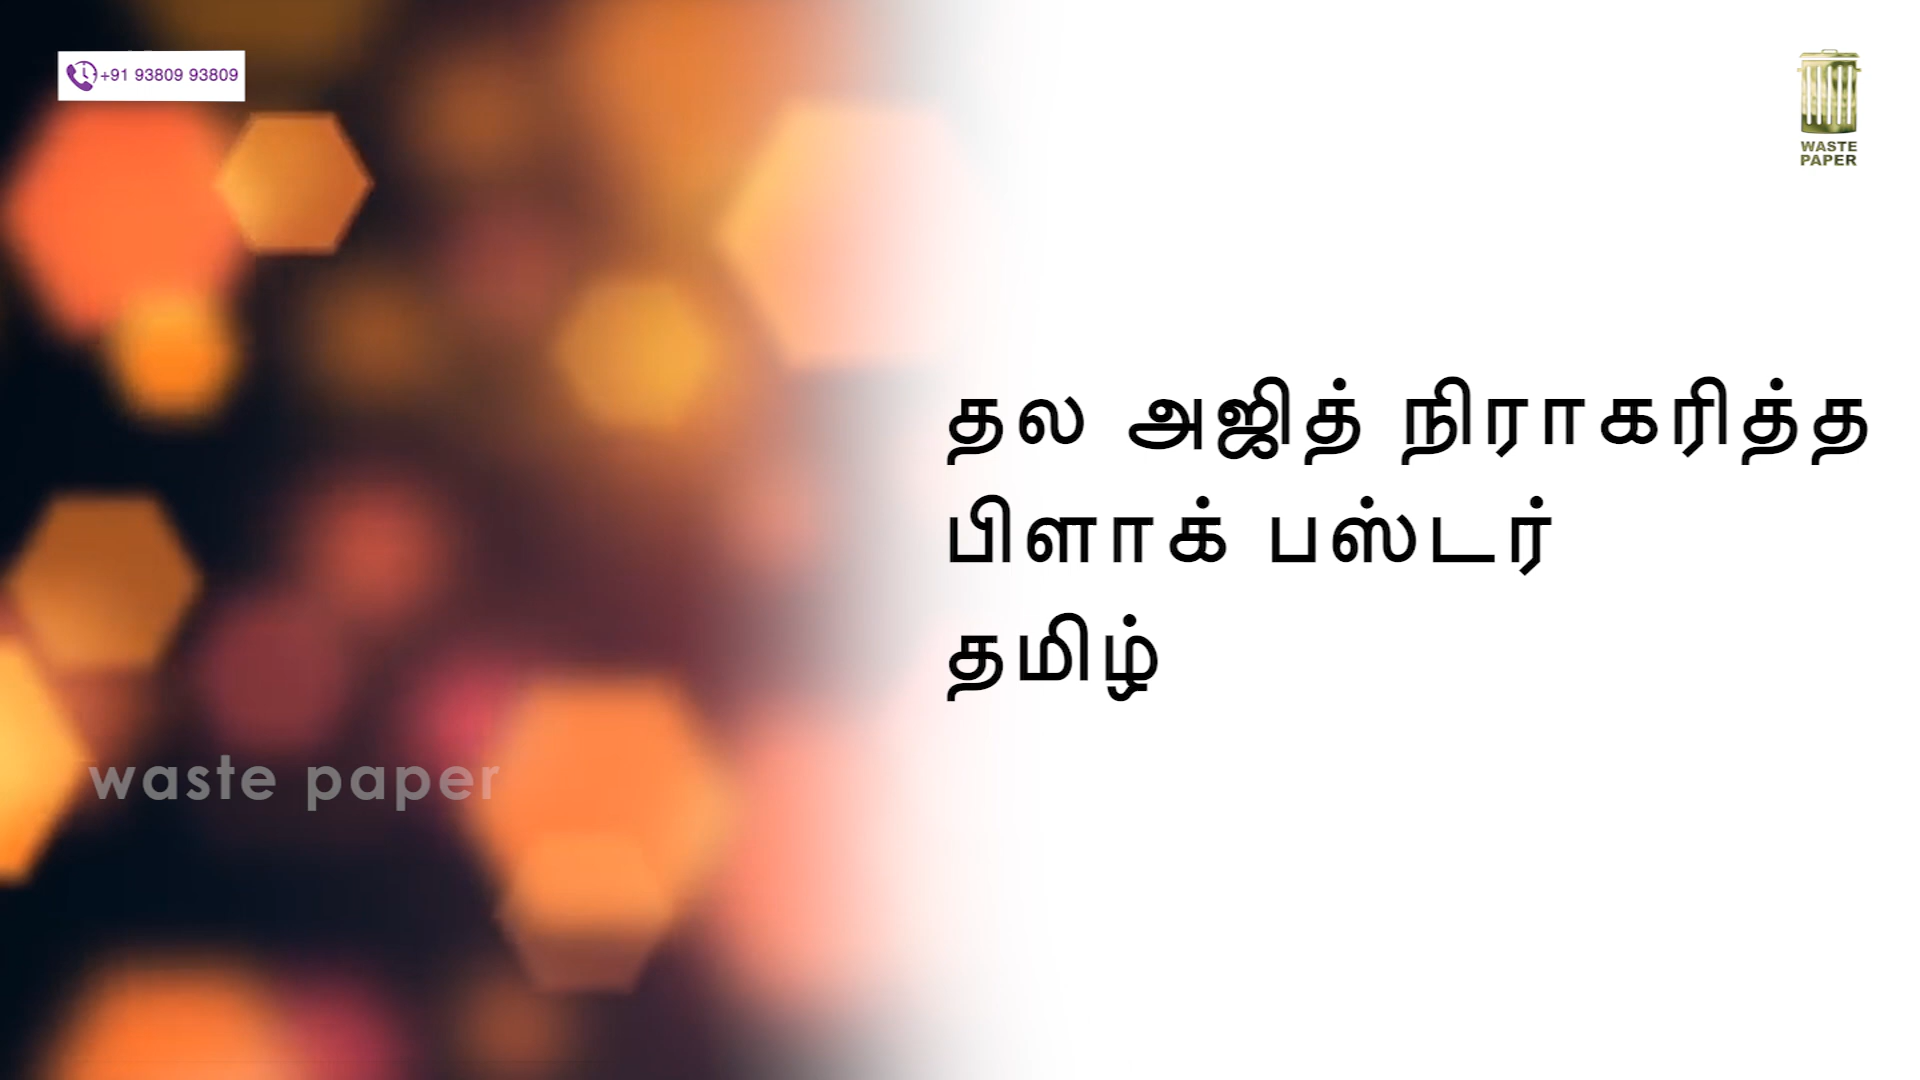 +91 93809 93809
WASTE
PAPER
தல அஜித் நிராகரித்த
பிளாக் பஸ்டர்
தமிழ்
waste paper